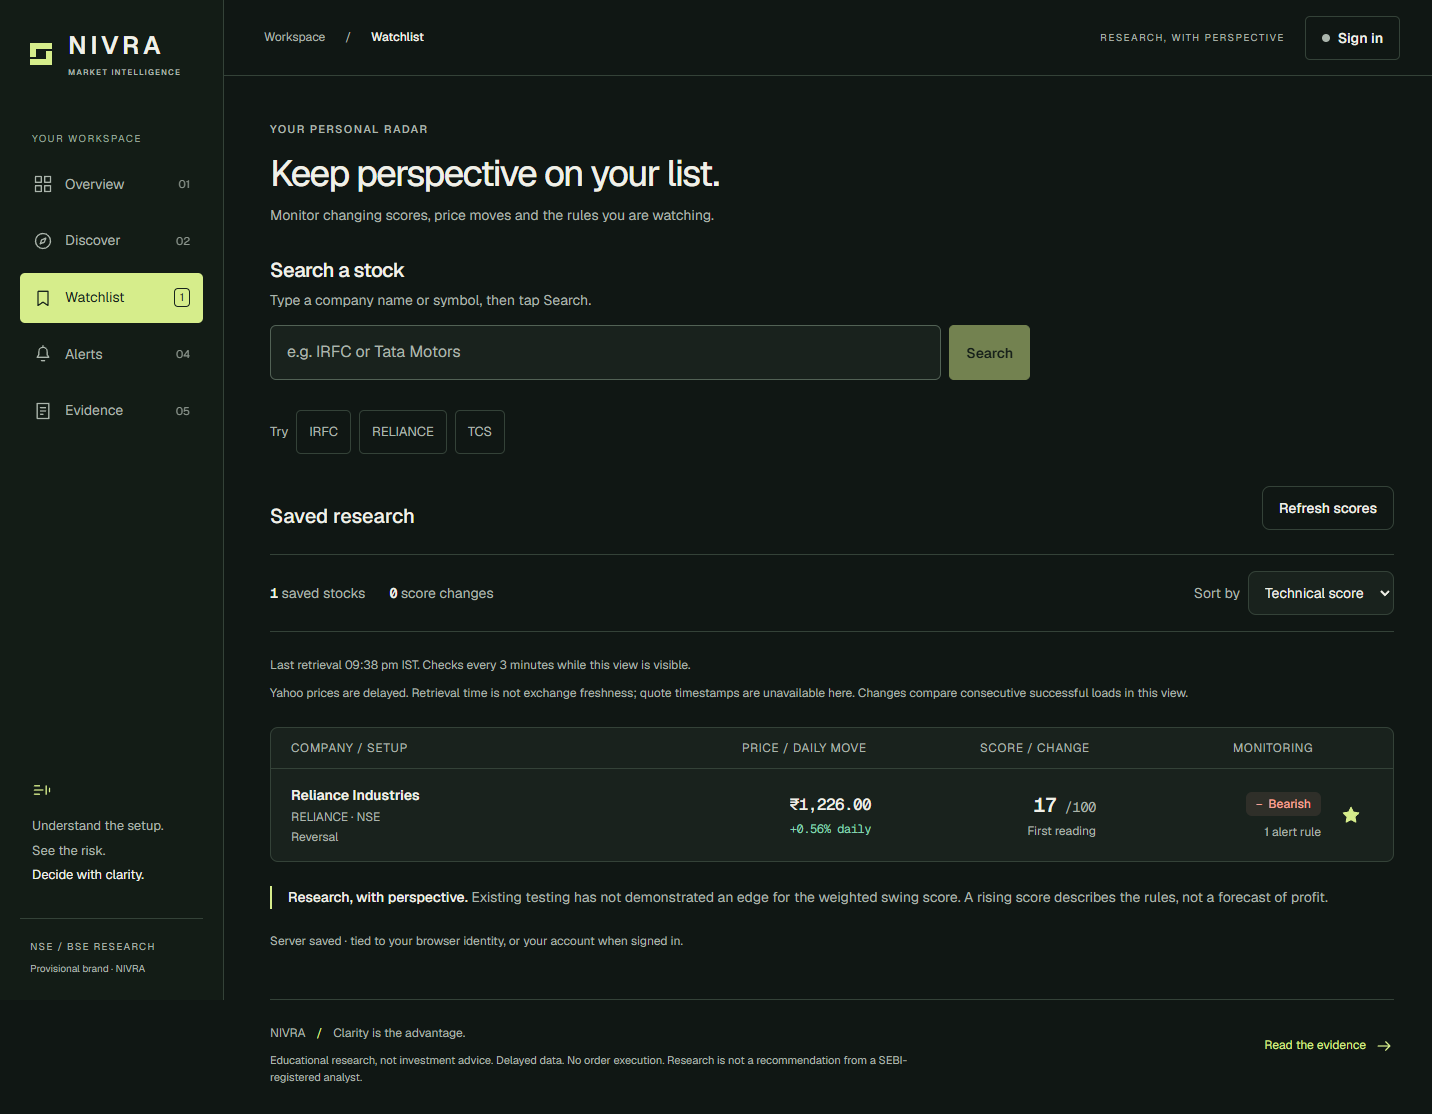 NIVRA
MARKET INTELLIGENCE
YOUR WORKSPACE
Overview 01
Discover 02
Watchlist 1
Alerts 04
Evidence 05
Understand the setup.
See the risk.
Decide with clarity.
NSE / BSE RESEARCH
Provisional brand · NIVRA
Workspace / Watchlist
RESEARCH, WITH PERSPECTIVE
Sign in
YOUR PERSONAL RADAR
Keep perspective on your list.
Monitor changing scores, price moves and the rules you are watching.
Search a stock
Type a company name or symbol, then tap Search.
e.g. IRFC or Tata Motors
Search
Try IRFC RELIANCE TCS
Saved research
Refresh scores
1 saved stocks 0 score changes
Sort by Technical score
Last retrieval 09:38 pm IST. Checks every 3 minutes while this view is visible.
Yahoo prices are delayed. Retrieval time is not exchange freshness; quote timestamps are unavailable here. Changes compare consecutive successful loads in this view.
COMPANY / SETUP PRICE / DAILY MOVE SCORE / CHANGE MONITORING
Reliance Industries
RELIANCE · NSE
Reversal
₹1,226.00
+0.56% daily
17 /100
First reading
– Bearish
1 alert rule
Research, with perspective. Existing testing has not demonstrated an edge for the weighted swing score. A rising score describes the rules, not a forecast of profit.
Server saved · tied to your browser identity, or your account when signed in.
NIVRA / Clarity is the advantage.
Educational research, not investment advice. Delayed data. No order execution. Research is not a recommendation from a SEBI-
registered analyst.
Read the evidence →